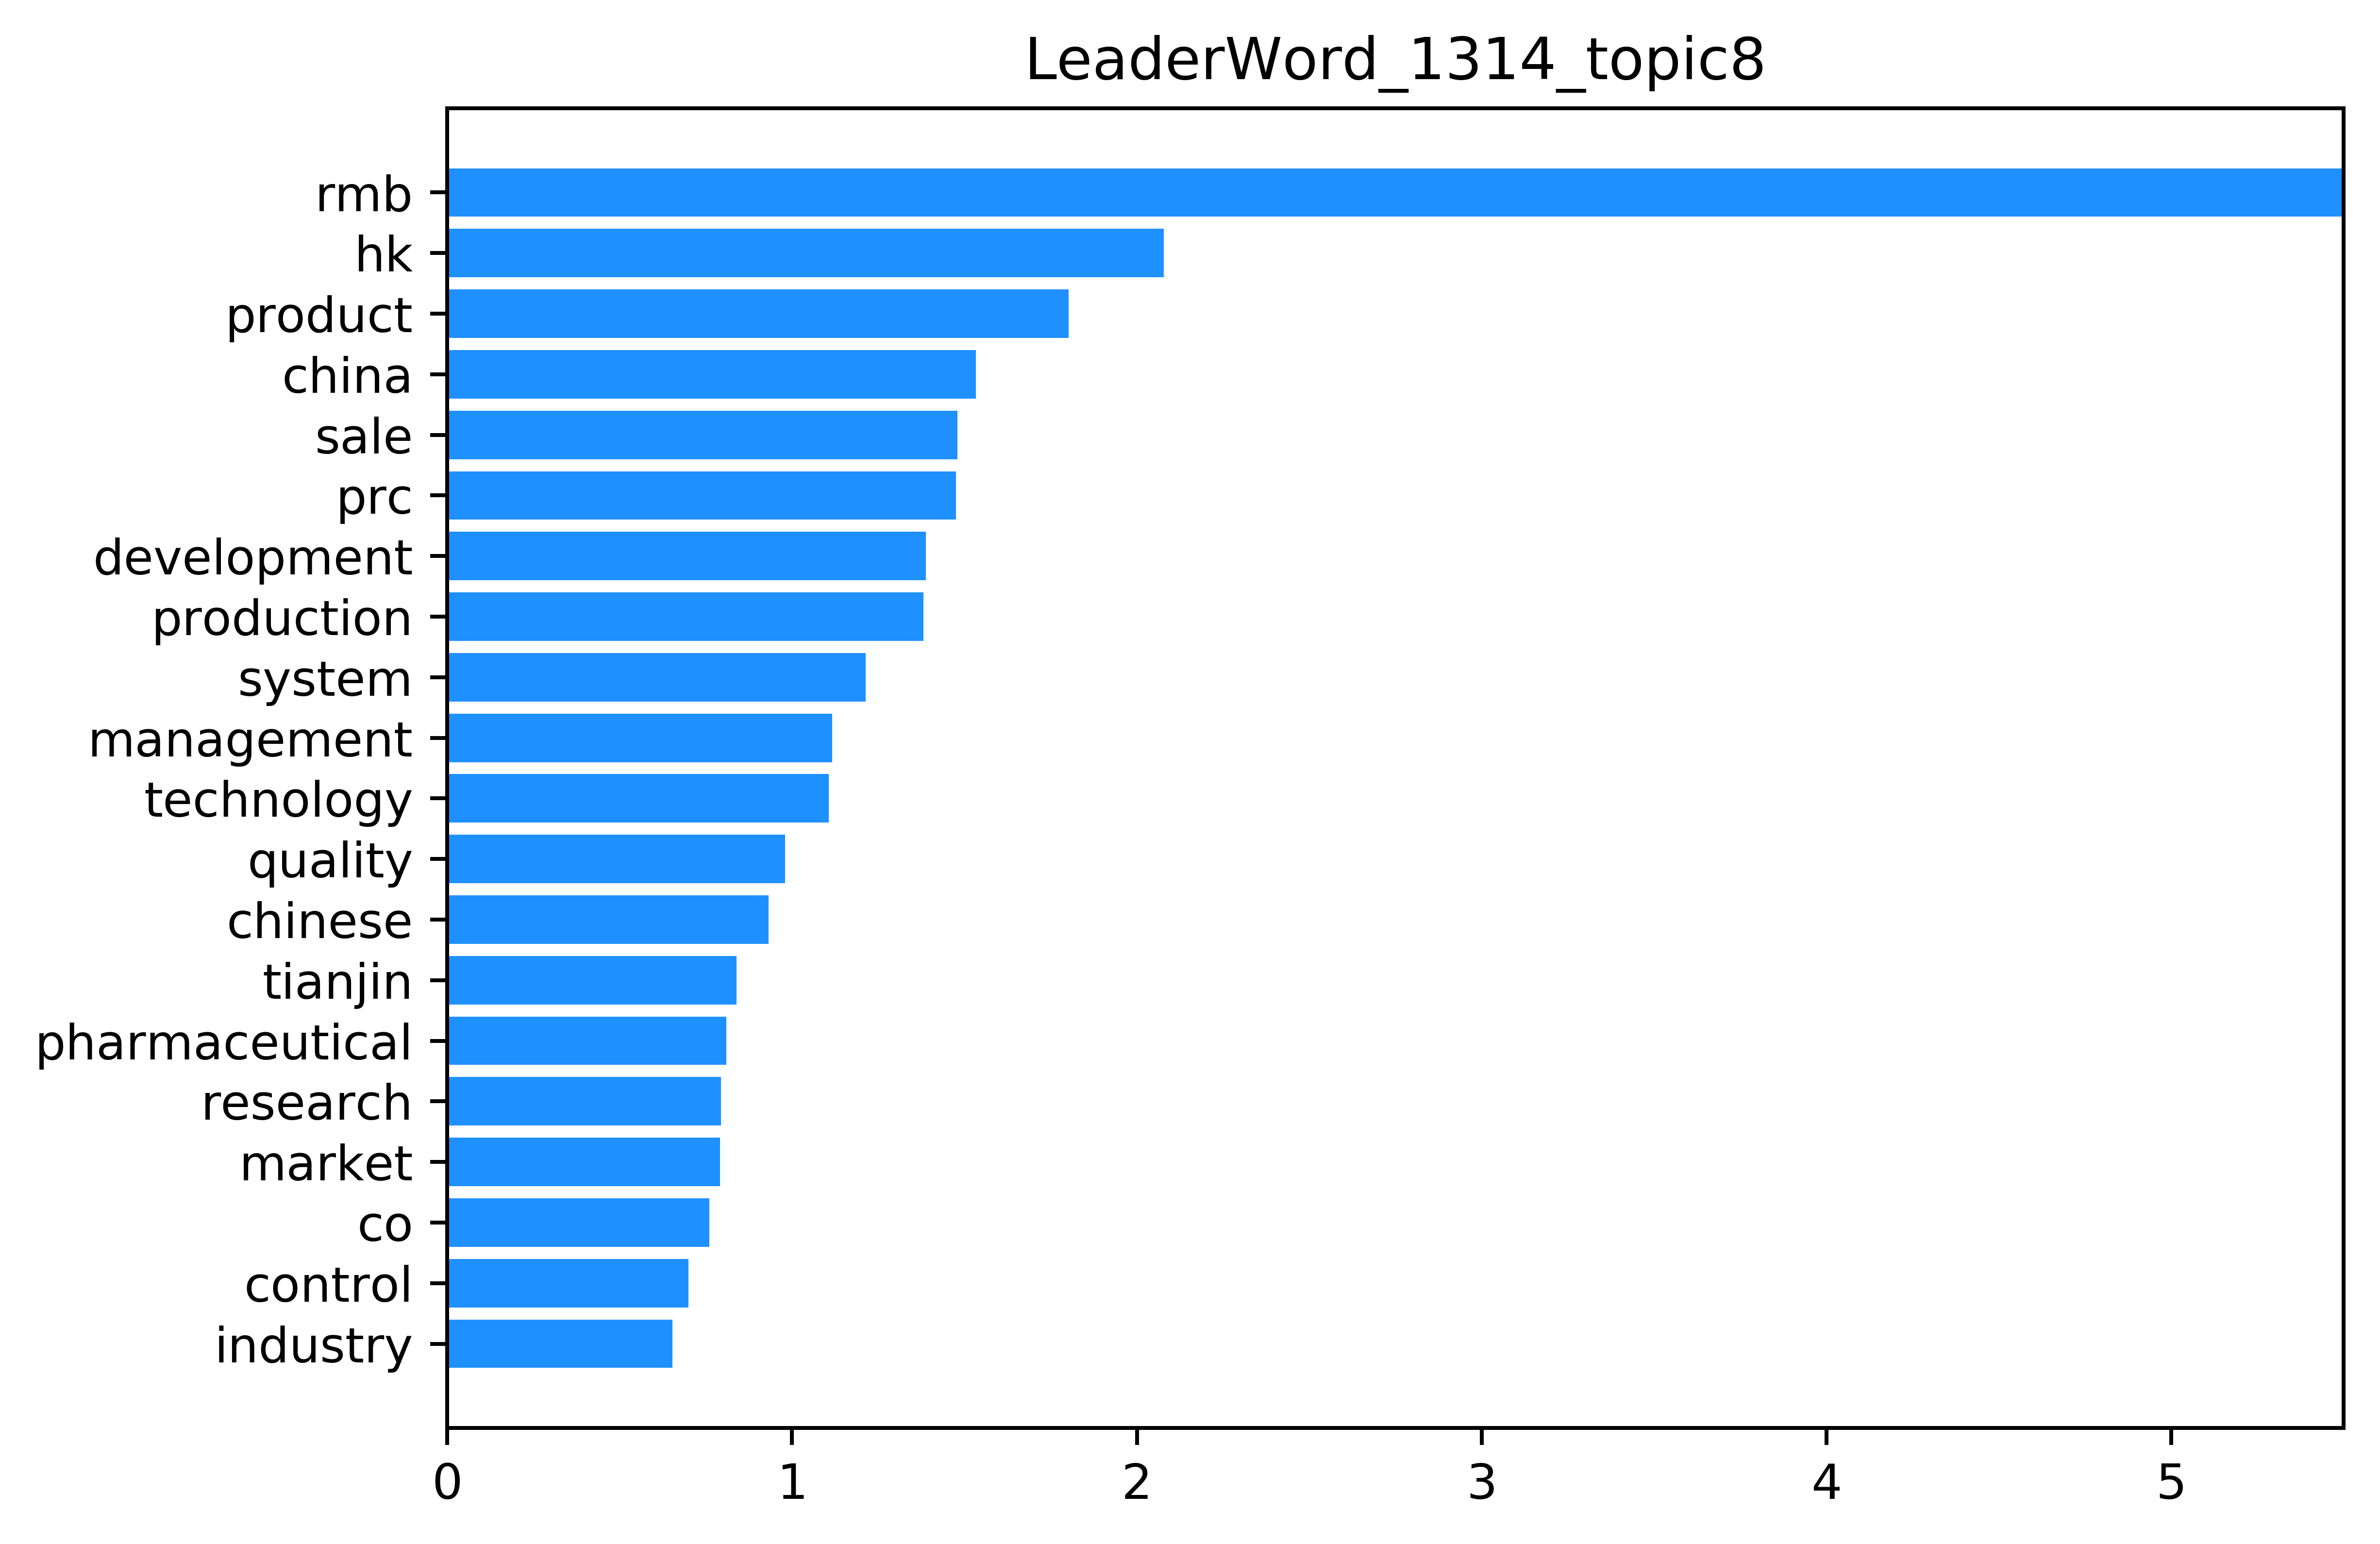 LeaderWord_1314_topic8
rmb
hk
product
china
sale
prc
development
production
system
management
technology
quality
chinese
tianjin
pharmaceutical
research
market
co
control
industry
0 1 2 3 4 5